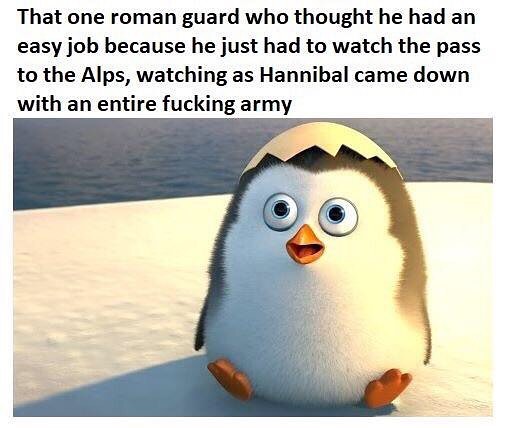 That one roman guard who thought he had an
easy job because he just had to watch the pass
to the Alps, watching as Hannibal came down
with an entire fucking army